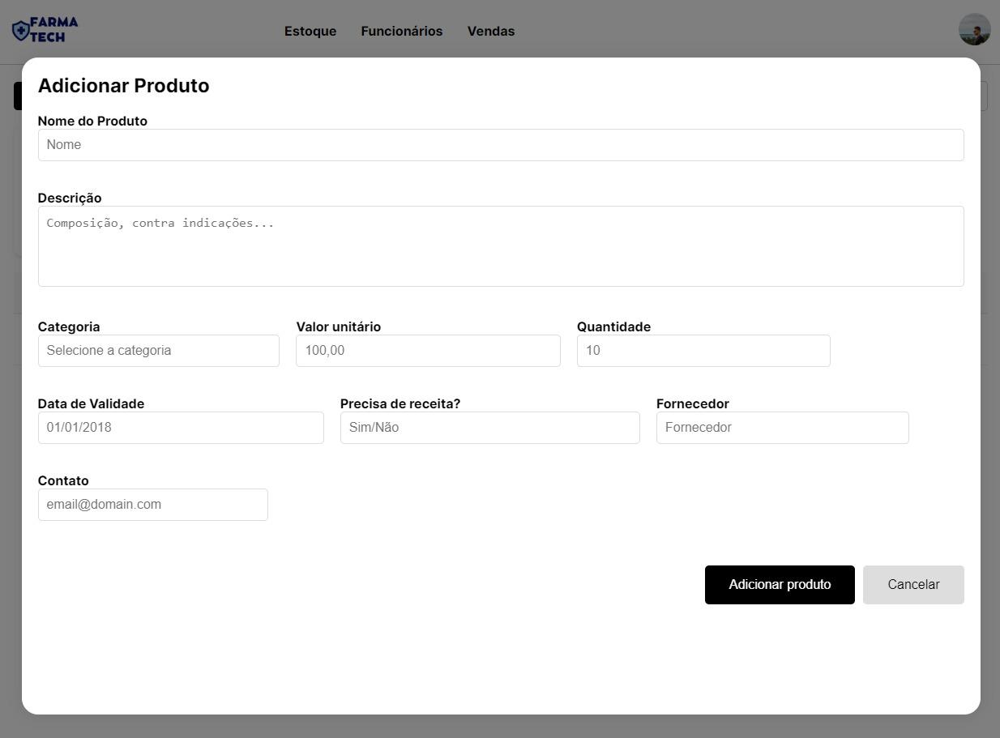 FARMA
TECH
Estoque Funcionários Vendas
Adicionar Produto
Nome do Produto
Nome
Descrição
Composição, contra indicações...
Categoria Valor unitário Quantidade
Selecione a categoria 100,00 10
Data de Validade Precisa de receita? Fornecedor
01/01/2018 Sim/Não Fornecedor
Contato
email@domain.com
Adicionar produto Cancelar